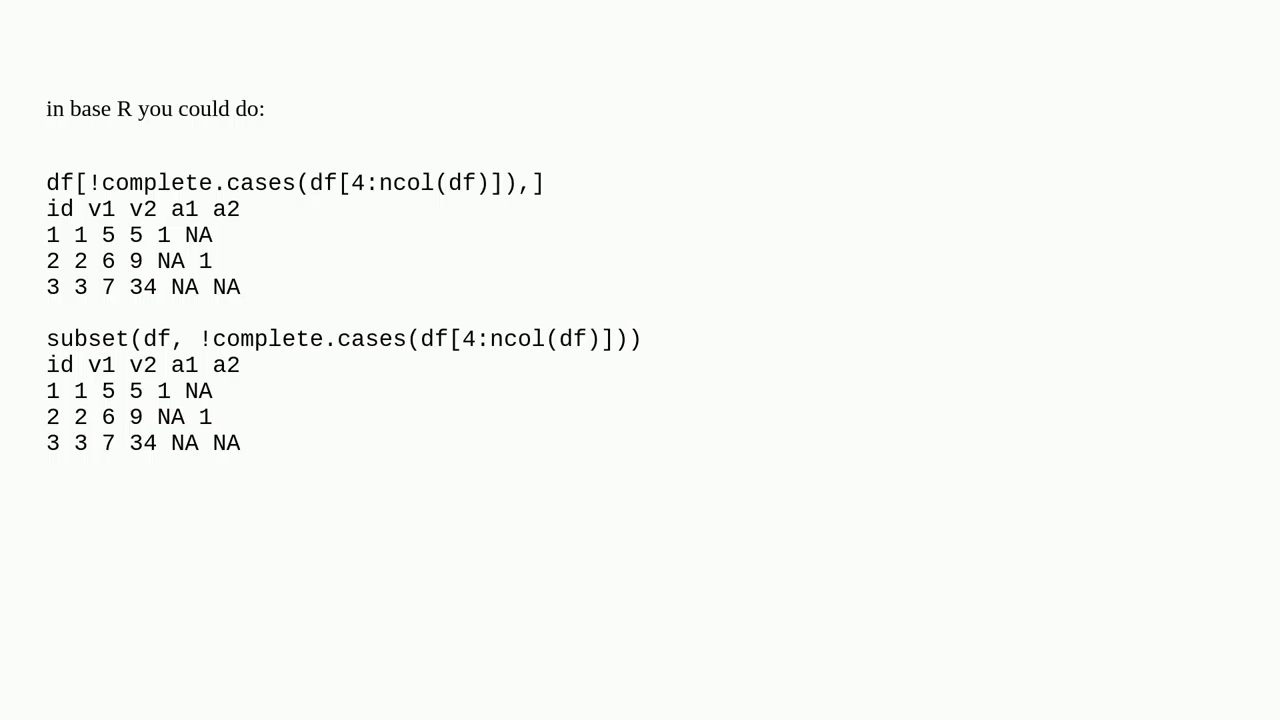 in base R you could do:
df[!complete.cases(df[4:ncol(df)]),]
id v1 v2 a1 a2
1 1 5 5 1 NA
2 2 6 9 NA 1
3 3 7 34 NA NA
subset(df, !complete.cases(df[4:ncol(df)]))
id v1 v2 a1 a2
1 1 5 5 1 NA
2 2 6 9 NA 1
3 3 7 34 NA NA